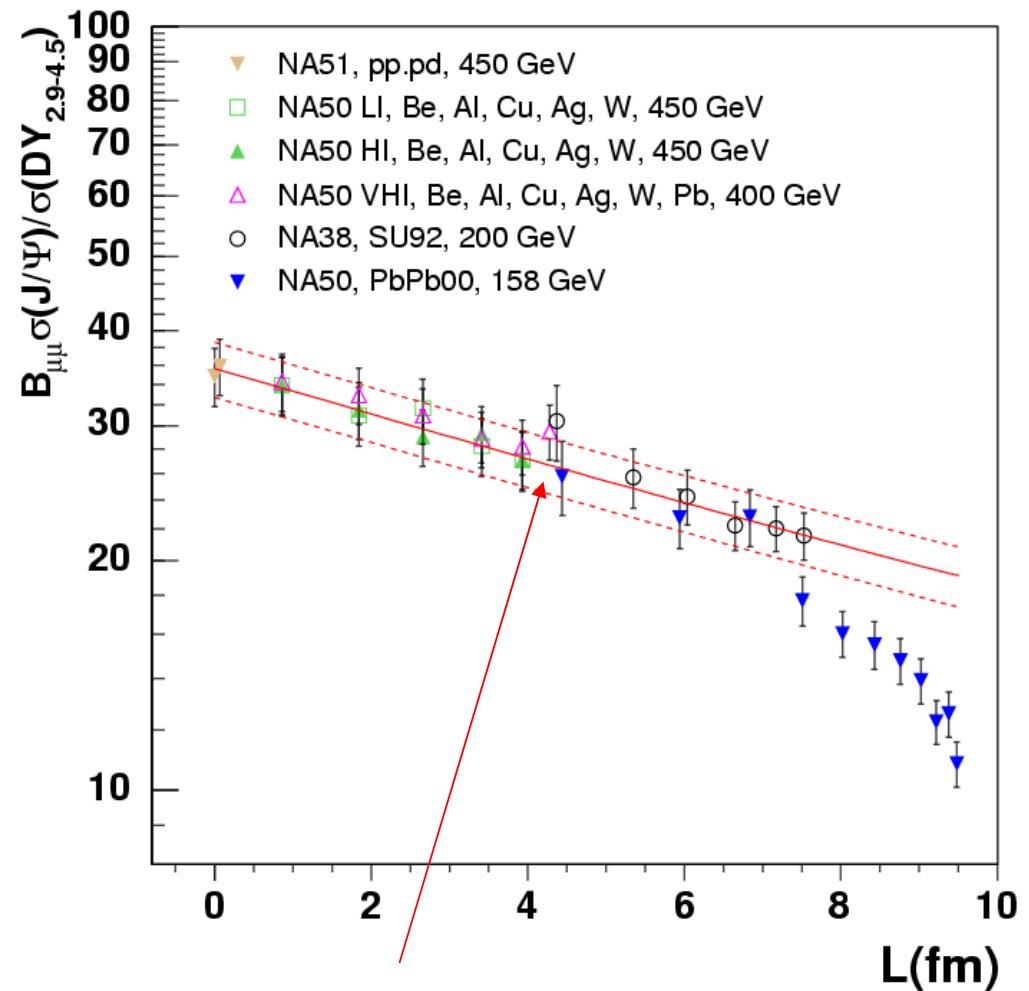 B_μμσ(J/Ψ)/σ(DY_2.9-4.5)
100
90
80
70
60
50
40
30
20
10
NA51, pp.pd, 450 GeV
NA50 LI, Be, Al, Cu, Ag, W, 450 GeV
NA50 HI, Be, Al, Cu, Ag, W, 450 GeV
NA50 VHI, Be, Al, Cu, Ag, W, Pb, 400 GeV
NA38, SU92, 200 GeV
NA50, PbPb00, 158 GeV
0 2 4 6 8 10
L(fm)